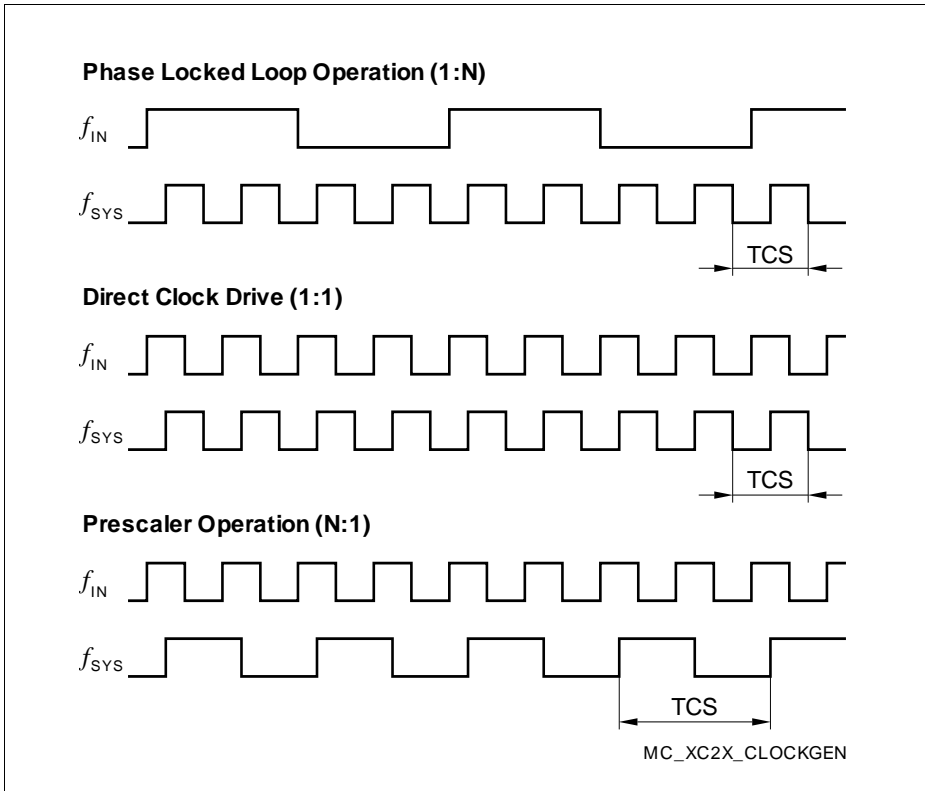 Phase Locked Loop Operation (1:N)
fIN
fSYS
TCS
Direct Clock Drive (1:1)
fIN
fSYS
TCS
Prescaler Operation (N:1)
fIN
fSYS
TCS
MC_XC2X_CLOCKGEN